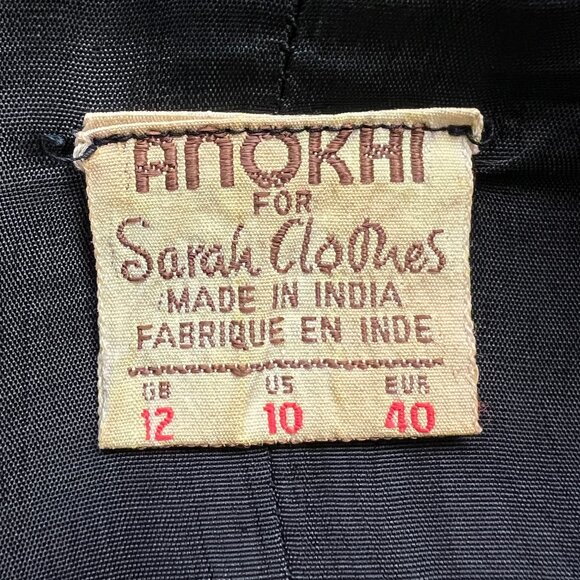 ANOKHI
FOR
Sarah Clothes
MADE IN INDIA
FABRIQUE EN INDE
GB US EUR
12 10 40